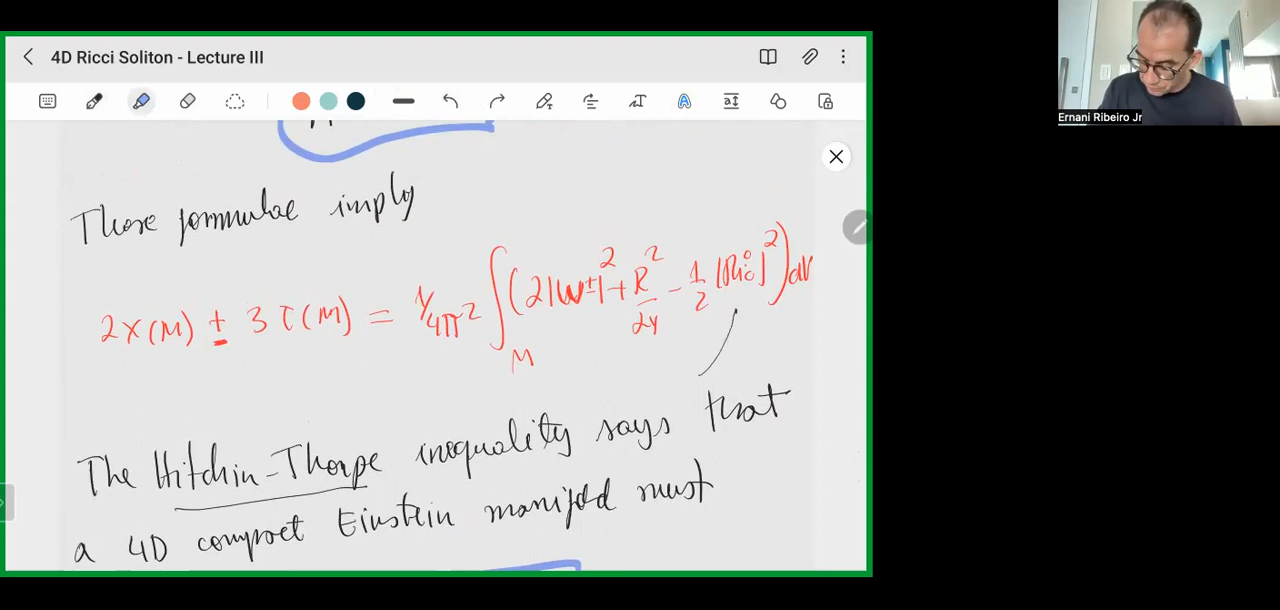 4D Ricci Soliton - Lecture III
Ernani Ribeiro Jr
Those formulae imply
2χ(M) ± 3τ(M) = 1/4π² ∫_M (2|W±|² + R²/24 - 1/2 |Ric°|²) dV
The Hitchin-Thorpe inequality says that
a 4D compact Einstein manifold must